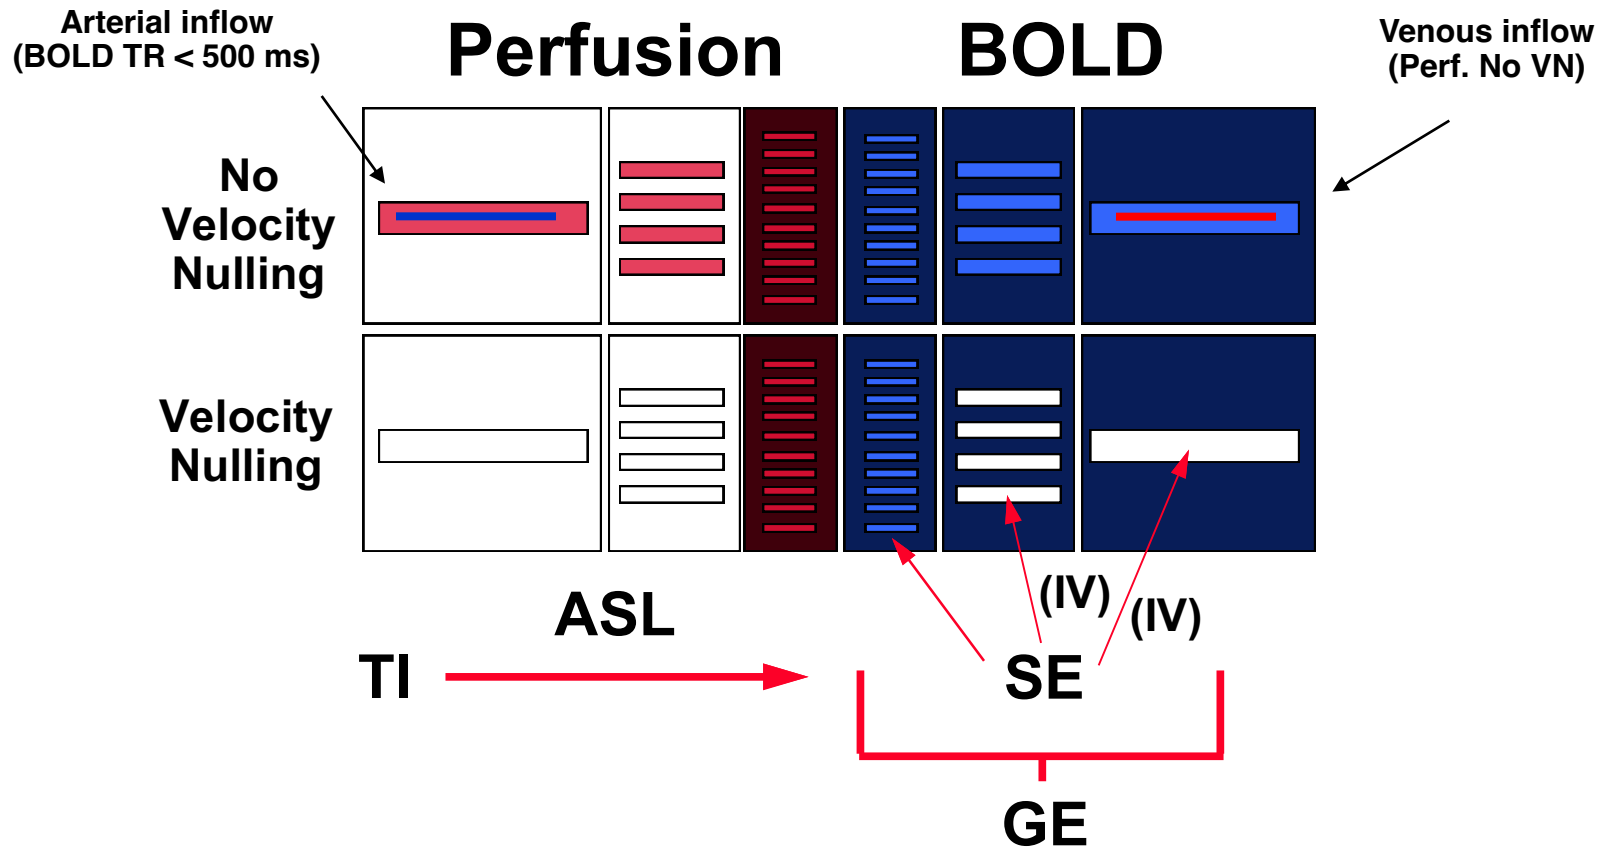 Arterial inflow
(BOLD TR < 500 ms)
Perfusion
BOLD
Venous inflow
(Perf. No VN)
No
Velocity
Nulling
Velocity
Nulling
ASL
TI
(IV)
(IV)
SE
GE